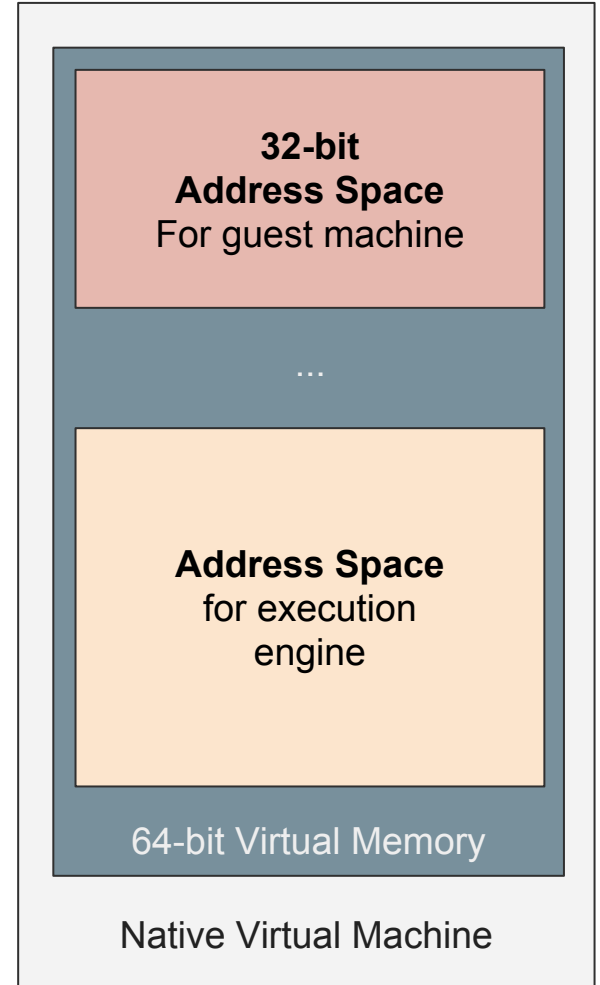 32-bit
Address Space
For guest machine
...
Address Space
for execution
engine
64-bit Virtual Memory
Native Virtual Machine